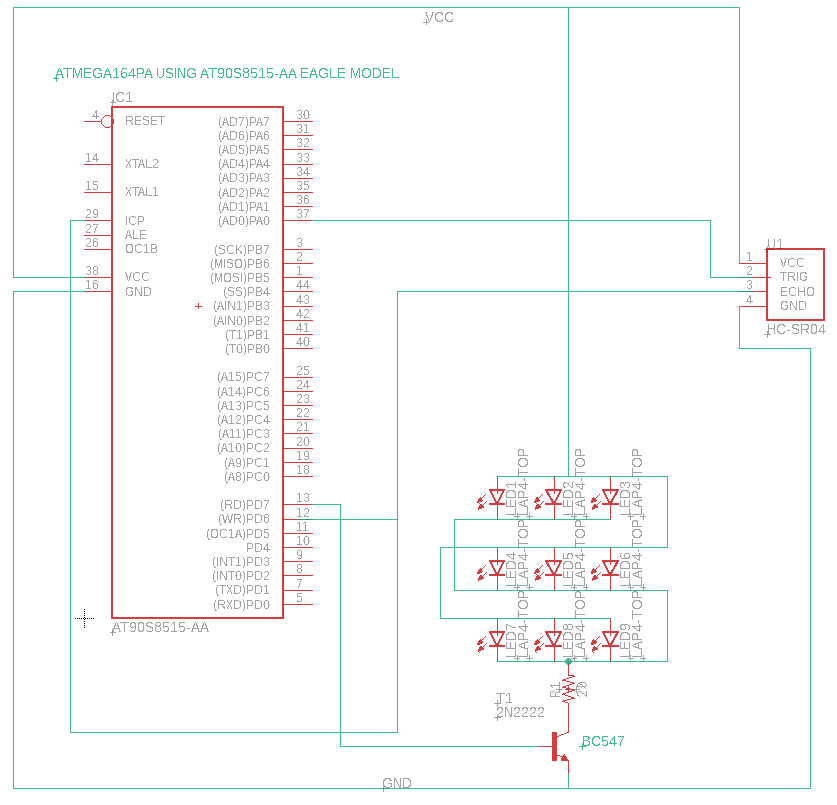 VCC
ATMEGA164PA USING AT90S8515-AA EAGLE MODEL
IC1
4 RESET (AD7)PA7 30
(AD6)PA6 31
(AD5)PA5 32
14 XTAL2 (AD4)PA4 33
(AD3)PA3 34
15 XTAL1 (AD2)PA2 35
(AD1)PA1 36
29 ICP (AD0)PA0 37
27 ALE
26 OC1B (SCK)PB7 3
(MISO)PB6 2
38 VCC (MOSI)PB5 1
16 GND (SS)PB4 44
(AIN1)PB3 43
(AIN0)PB2 42
(T1)PB1 41
(T0)PB0 40
(A15)PC7 25
(A14)PC6 24
(A13)PC5 23
(A12)PC4 22
(A11)PC3 21
(A10)PC2 20
(A9)PC1 19
(A8)PC0 18
(RD)PD7 13
(WR)PD6 12
(OC1A)PD5 11
PD4 10
(INT1)PD3 9
(INT0)PD2 8
(TXD)PD1 7
(RXD)PD0 5
AT90S8515-AA
U1
1 VCC
2 TRIG
3 ECHO
4 GND
HC-SR04
LED1
LAP4-TOP
LED2
LAP4-TOP
LED3
LAP4-TOP
LED4
LAP4-TOP
LED5
LAP4-TOP
LED6
LAP4-TOP
LED7
LAP4-TOP
LED8
LAP4-TOP
LED9
LAP4-TOP
R1
20
T1
2N2222
BC547
GND